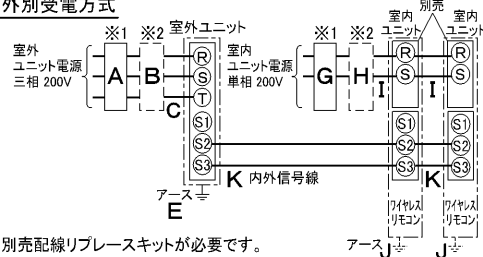 外別受電方式
別売
※1 ※2 室外ユニット ※1 ※2 室内ユニット 室内ユニット
室外ユニット電源 三相 200V
A B C R S T S1 S2 S3
室内ユニット電源 単相 200V
G H I R S I R S
S1 S2 S3 S1 S2 S3
K 内外信号線 K
アース E
ワイヤレスリモコン ワイヤレスリモコン
別売配線リプレースキットが必要です。
アース J J